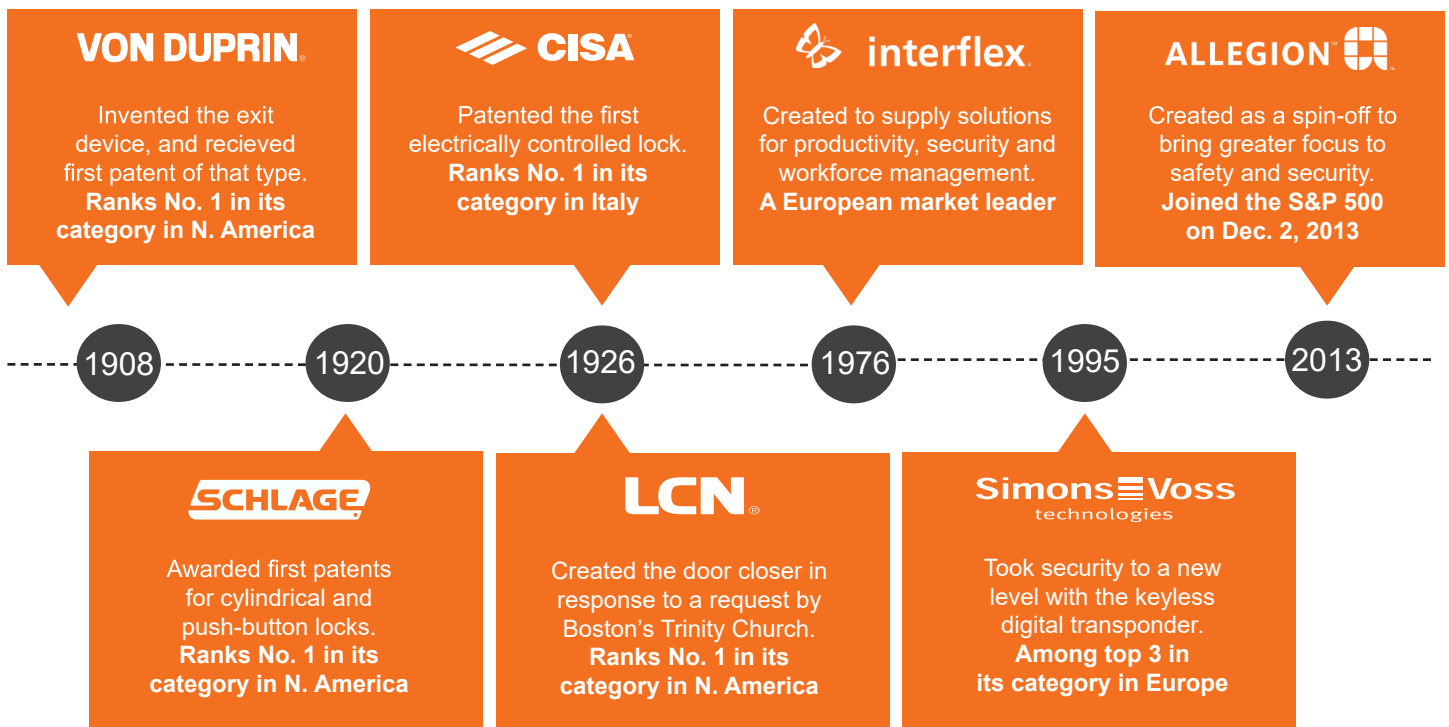 VON DUPRIN®
Invented the exit
device, and recieved
first patent of that type.
Ranks No. 1 in its
category in N. America
CISA®
Patented the first
electrically controlled lock.
Ranks No. 1 in its
category in Italy
interflex
Created to supply solutions
for productivity, security and
workforce management.
A European market leader
ALLEGION™
Created as a spin-off to
bring greater focus to
safety and security.
Joined the S&P 500
on Dec. 2, 2013
1908
1920
1926
1976
1995
2013
SCHLAGE
Awarded first patents
for cylindrical and
push-button locks.
Ranks No. 1 in its
category in N. America
LCN®
Created the door closer in
response to a request by
Boston's Trinity Church.
Ranks No. 1 in its
category in N. America
Simons Voss
technologies
Took security to a new
level with the keyless
digital transponder.
Among top 3 in
its category in Europe